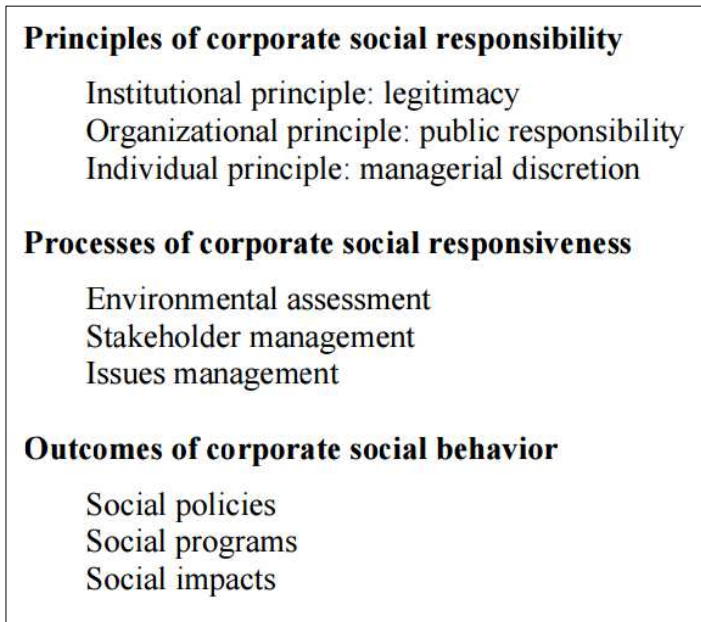 Principles of corporate social responsibility
Institutional principle: legitimacy
Organizational principle: public responsibility
Individual principle: managerial discretion
Processes of corporate social responsiveness
Environmental assessment
Stakeholder management
Issues management
Outcomes of corporate social behavior
Social policies
Social programs
Social impacts